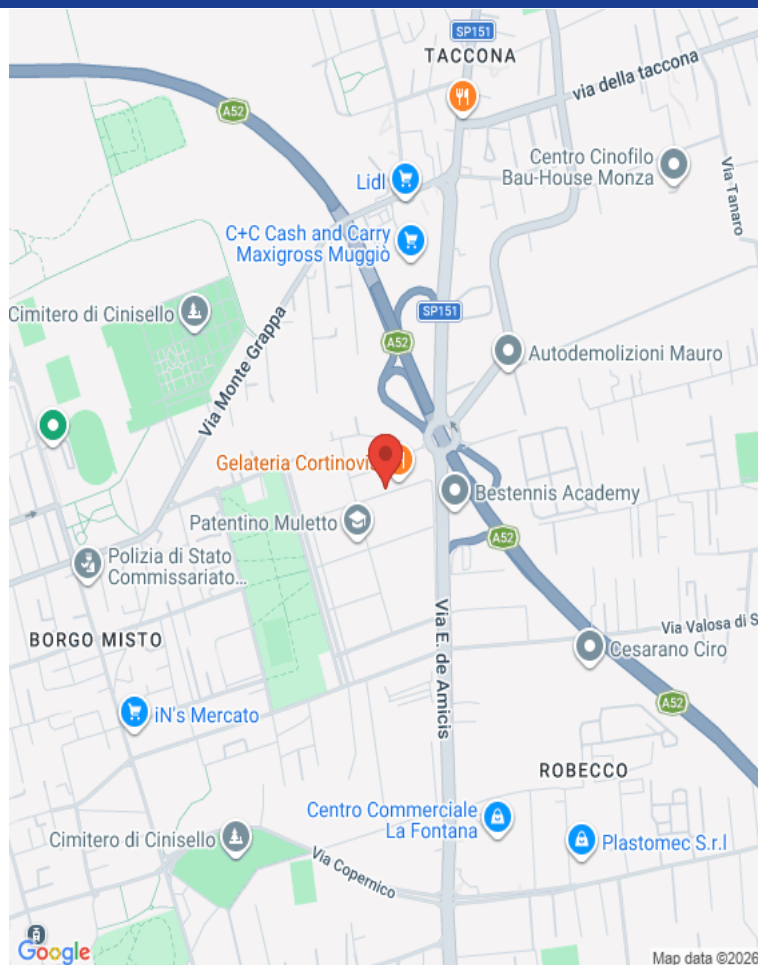 SP151
TACCONA
via della taccona
A52
Centro Cinofilo
Bau-House Monza
Via Tanaro
Lidl
C+C Cash and Carry
Maxigross Muggiò
Cimitero di Cinisello
SP151
A52
Via Monte Grappa
Autodemolizioni Mauro
Gelateria Cortinovis
Bestennis Academy
Patentino Muletto
A52
Polizia di Stato
Commissariato...
Via E. de Amicis
BORGO MISTO
Via Valosa di S
Cesarano Ciro
iN's Mercato
A52
ROBECCO
Centro Commerciale
La Fontana
Plastomec S.r.l
Cimitero di Cinisello
Via Copernico
Google
Map data ©2026